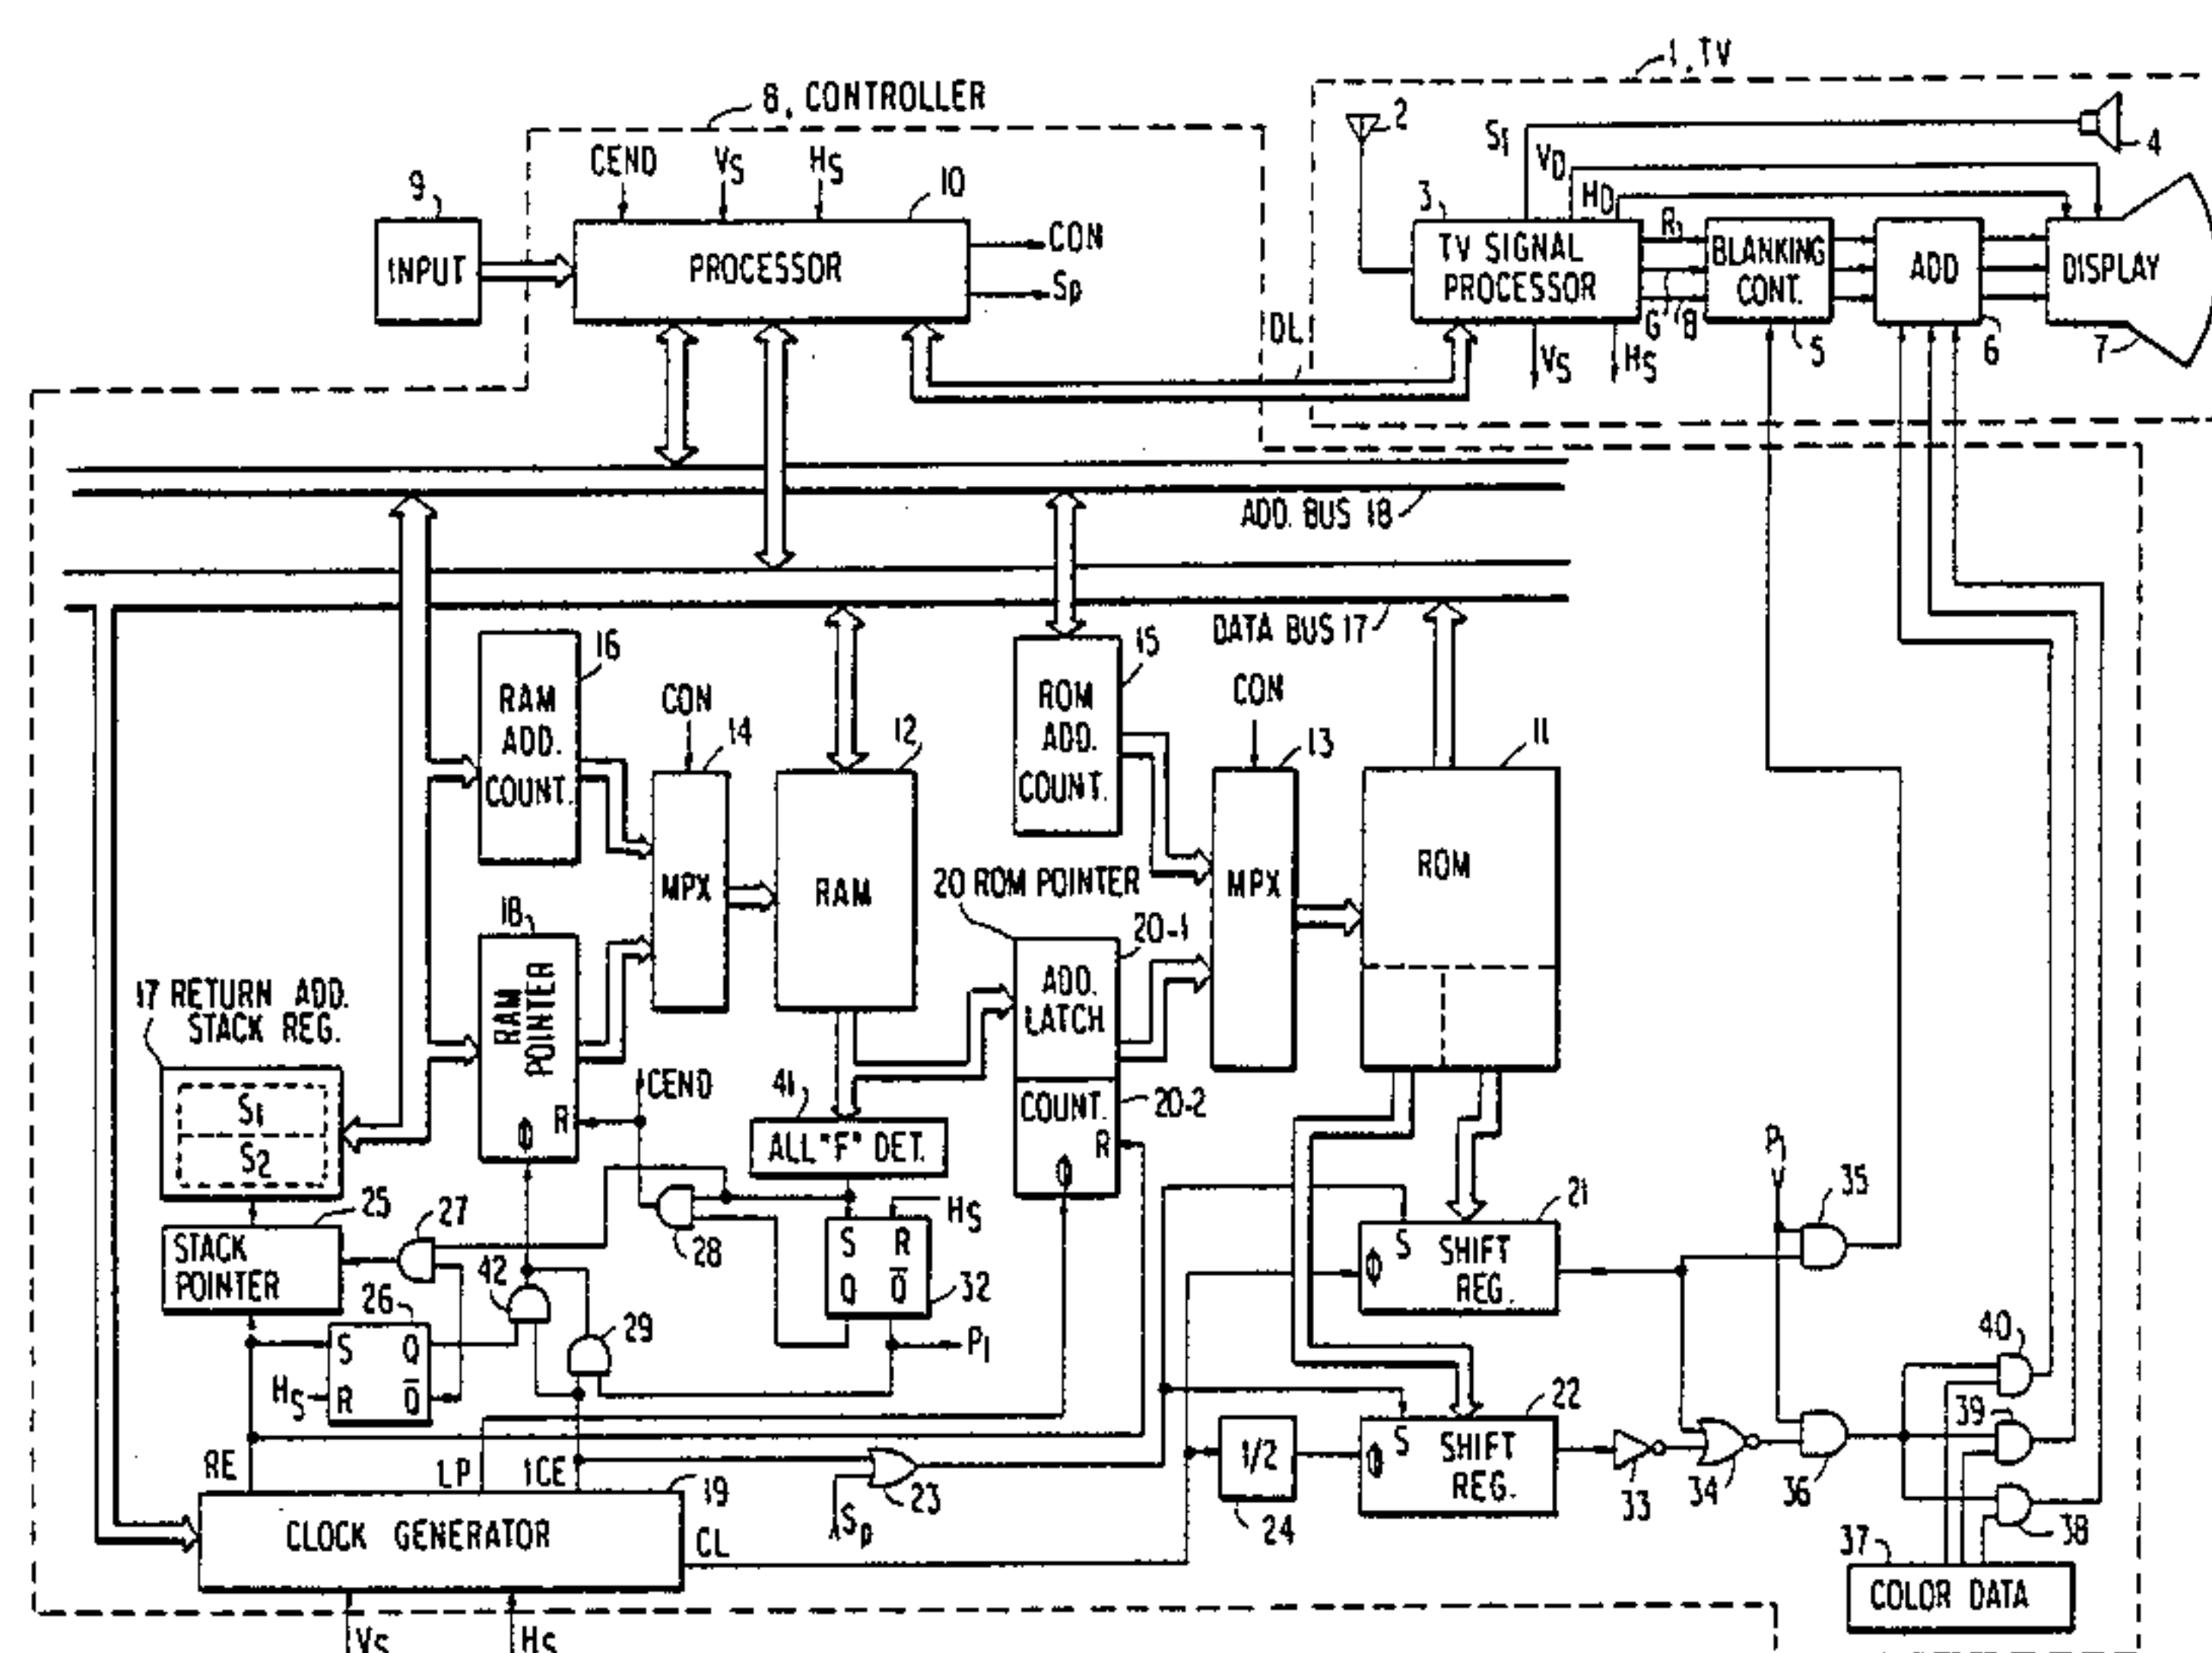 1, TV
8, CONTROLLER
2
S1
VD
HD
4
CEND
VS
HS
9
10
3
INPUT
PROCESSOR
CON
SP
TV SIGNAL
PROCESSOR
R
G
B
BLANKING
CONT.
ADD
DISPLAY
DL
VS
HS
5
6
7
ADD. BUS 18
DATA BUS 17
16
15
RAM
ADD.
COUNT.
CON
14
12
ROM
ADD.
COUNT.
CON
13
11
MPX
RAM
20 ROM POINTER
MPX
ROM
18
20-1
17 RETURN ADD.
STACK REG.
RAM
POINTER
ADD.
LATCH
S1
S2
Φ
R
CEND
41
ALL "F" DET.
COUNT.
20-2
R
Φ
P1
35
25
27
28
HS
21
STACK
POINTER
42
S R
Q Q̅
32
S
Φ
SHIFT
REG.
26
29
S Q
R Q̅
HS
P1
40
22
39
RE
LP
ICE
19
23
SP
1/2
24
S
Φ
SHIFT
REG.
33
34
36
38
CLOCK GENERATOR
CL
37
COLOR DATA
VS
HS